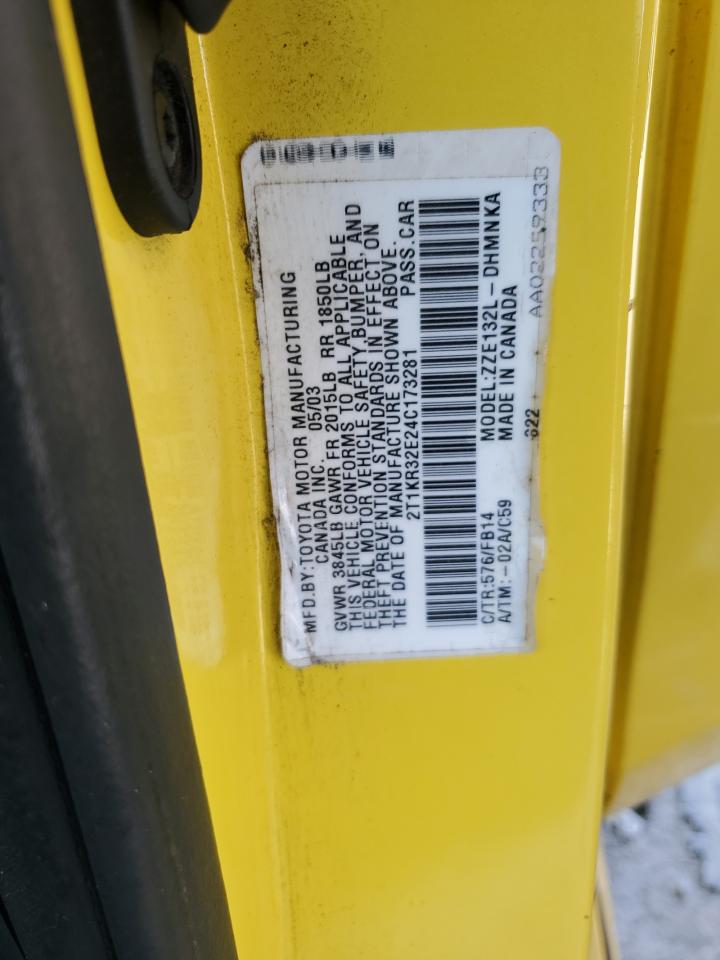 MFD.BY:TOYOTA MOTOR MANUFACTURING
CANADA INC. 05/03
GVWR 3845LB GAWR FR 2015LB RR 1850LB
THIS VEHICLE CONFORMS TO ALL APPLICABLE
FEDERAL MOTOR VEHICLE SAFETY BUMPER, AND
THEFT PREVENTION STANDARDS IN EFFECT ON
THE DATE OF MANUFACTURE SHOWN ABOVE.
2T1KR32E24C173281 PASS.CAR
C/TR:576/FB14 MODEL:ZZE132L-DHMNKA
A/TM:-02A/C59 MADE IN CANADA
622 AA02259333